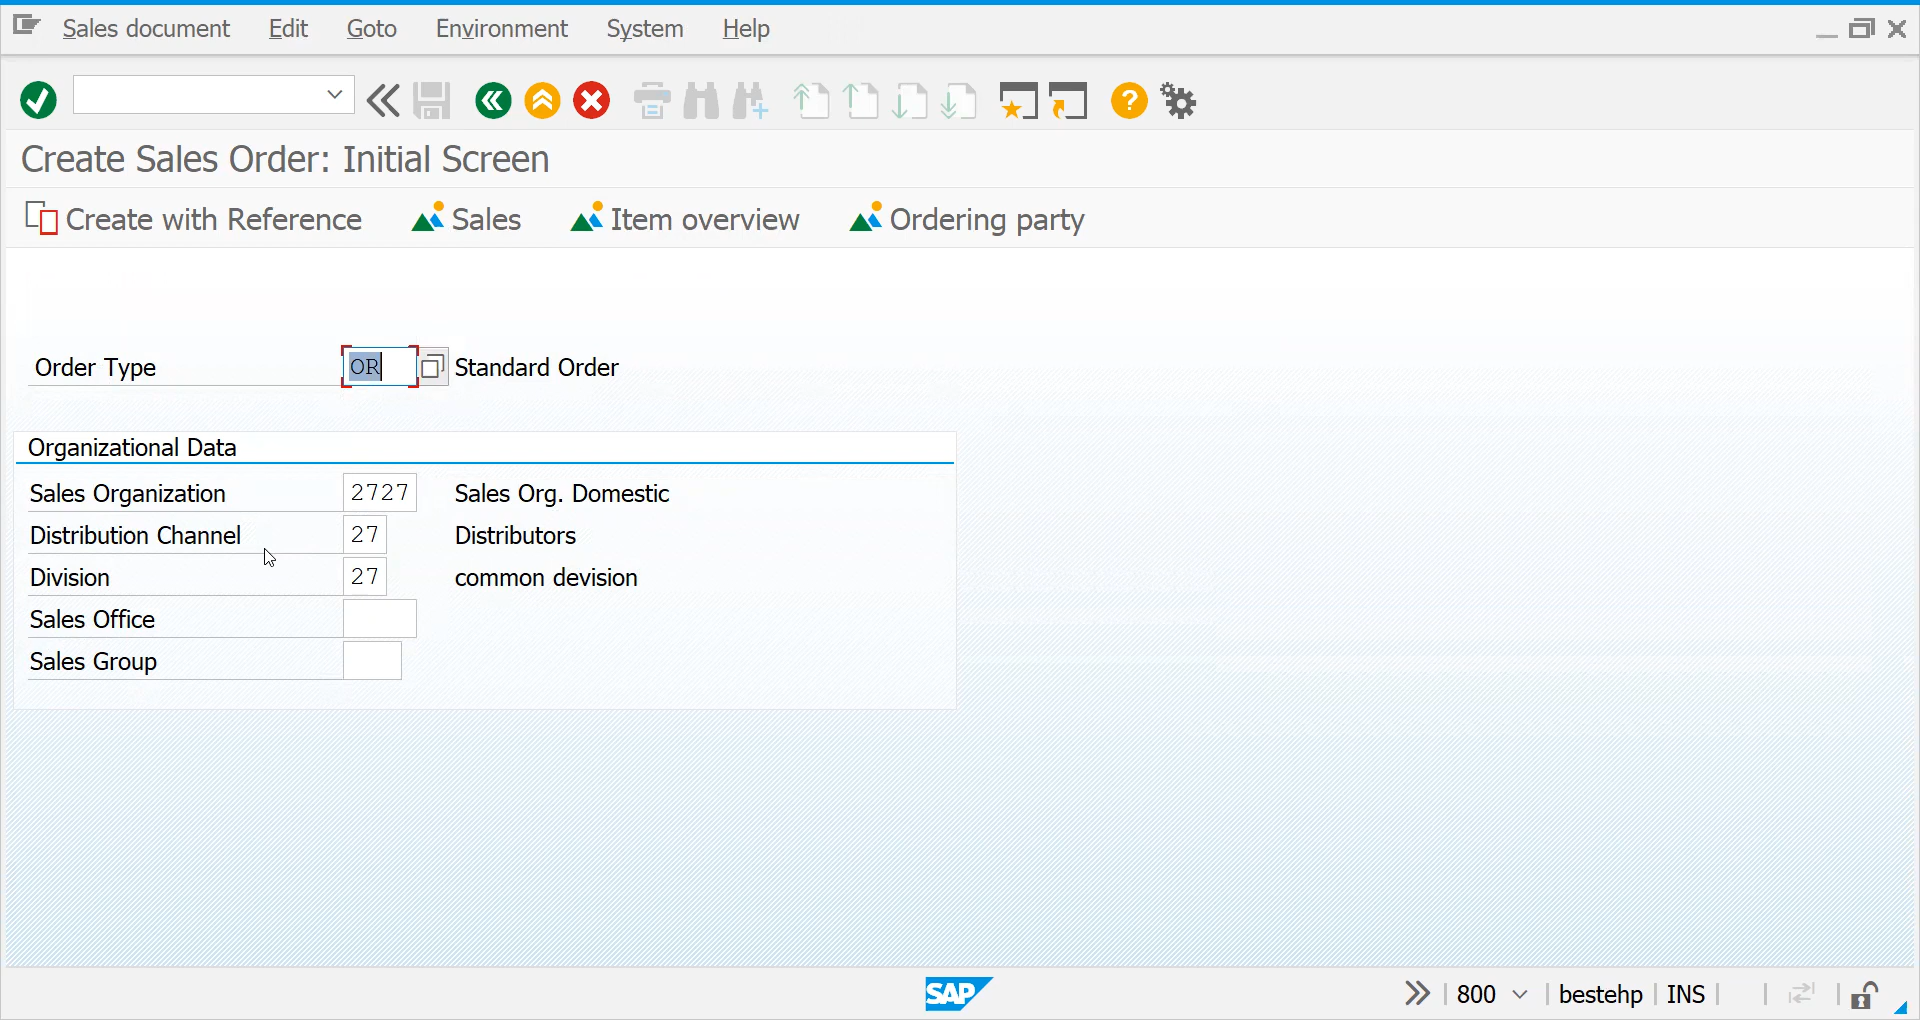 Sales document Edit Goto Environment System Help
Create Sales Order: Initial Screen
Create with Reference Sales Item overview Ordering party
Order Type OR Standard Order
Organizational Data
Sales Organization 2727 Sales Org. Domestic
Distribution Channel 27 Distributors
Division 27 common devision
Sales Office
Sales Group
SAP 800 bestehp INS